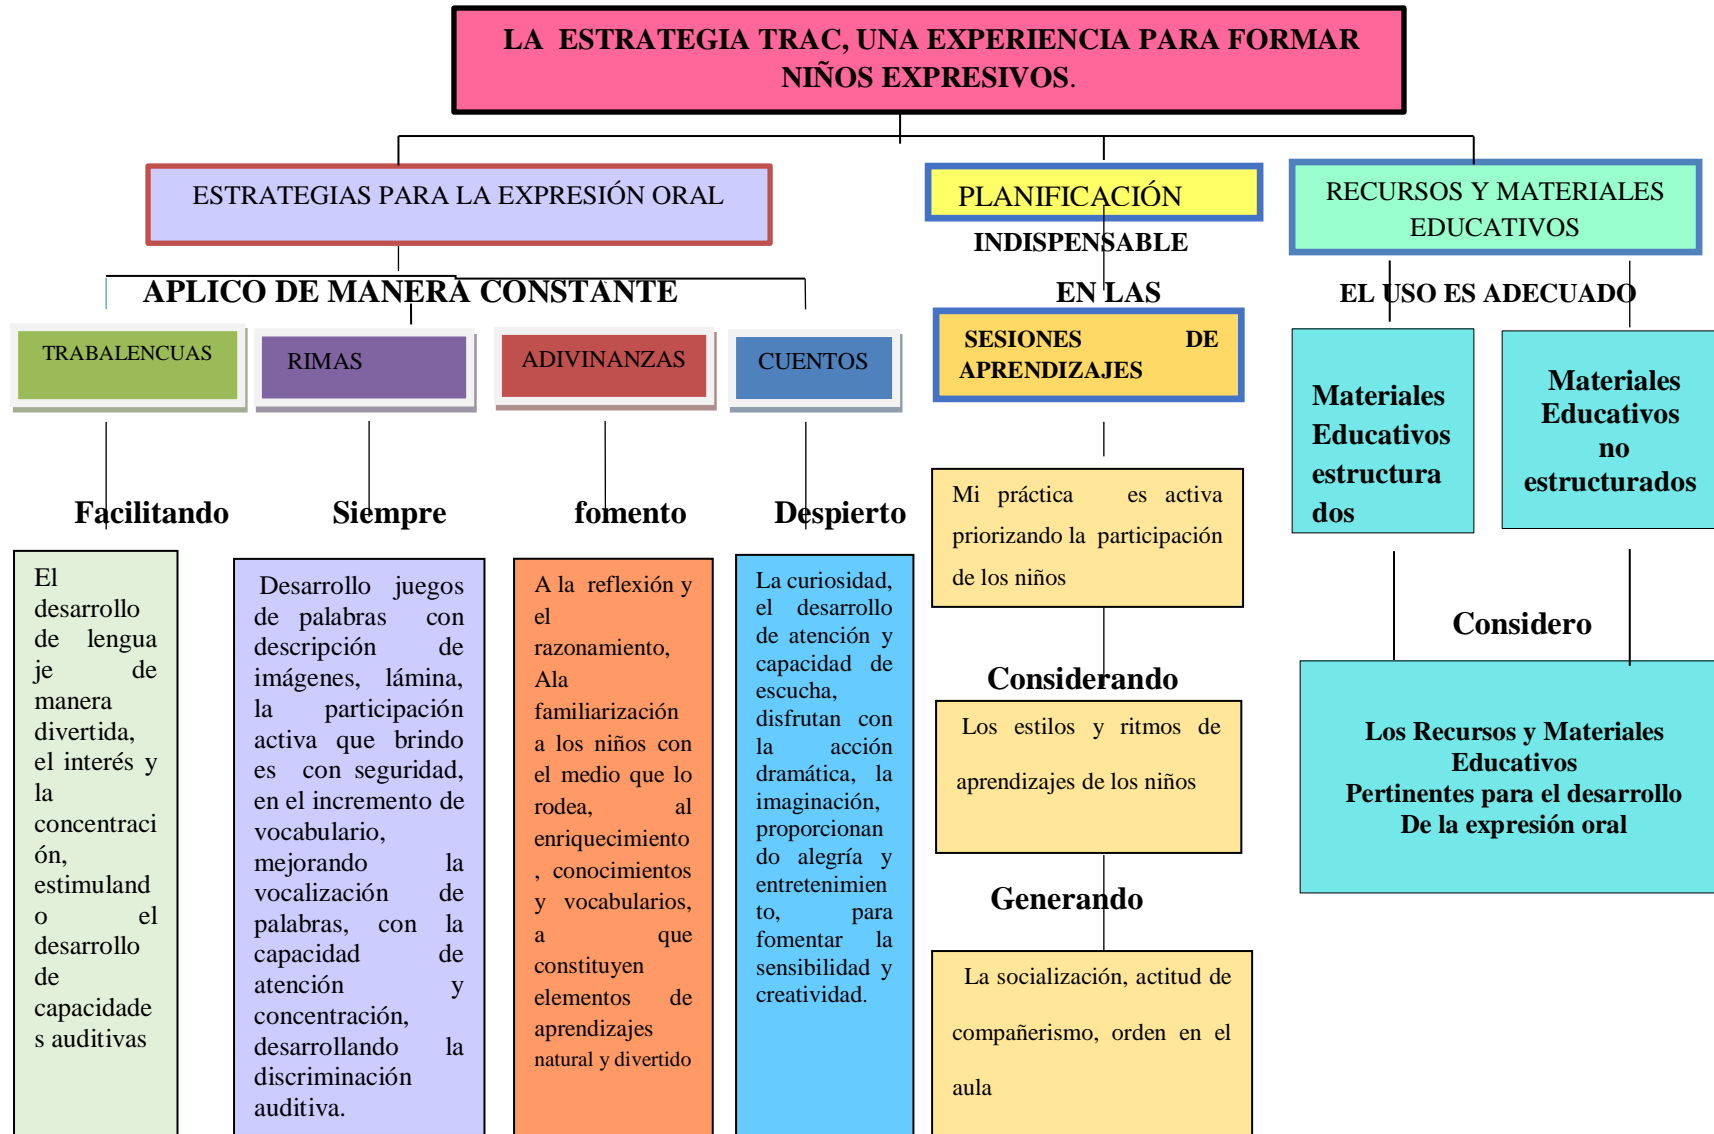 LA ESTRATEGIA TRAC, UNA EXPERIENCIA PARA FORMAR
NIÑOS EXPRESIVOS.
ESTRATEGIAS PARA LA EXPRESIÓN ORAL
PLANIFICACIÓN
RECURSOS Y MATERIALES
EDUCATIVOS
APLICO DE MANERA CONSTANTE
INDISPENSABLE
EN LAS
EL USO ES ADECUADO
TRABALENCUAS
RIMAS
ADIVINANZAS
CUENTOS
SESIONES DE
APRENDIZAJES
Materiales
Educativos
estructura
dos
Materiales
Educativos
no
estructurados
Facilitando
Siempre
fomento
Despierto
El
desarrollo
de lengua
je de
manera
divertida,
el interés y
la
concentraci
ón,
estimuland
o el
desarrollo
de
capacidade
s auditivas
Desarrollo juegos
de palabras con
descripción de
imágenes, lámina,
la participación
activa que brindo
es con seguridad,
en el incremento de
vocabulario,
mejorando la
vocalización de
palabras, con la
capacidad de
atención y
concentración,
desarrollando la
discriminación
auditiva.
A la reflexión y
el
razonamiento,
Ala
familiarización
a los niños con
el medio que lo
rodea, al
enriquecimiento
, conocimientos
y vocabularios,
a que
constituyen
elementos de
aprendizajes
natural y divertido
La curiosidad,
el desarrollo
de atención y
capacidad de
escucha,
disfrutan con
la acción
dramática, la
imaginación,
proporcionan
do alegría y
entretenimien
to, para
fomentar la
sensibilidad y
creatividad.
Mi práctica es activa
priorizando la participación
de los niños
Considerando
Los estilos y ritmos de
aprendizajes de los niños
Generando
La socialización, actitud de
compañerismo, orden en el
aula
Considero
Los Recursos y Materiales
Educativos
Pertinentes para el desarrollo
De la expresión oral